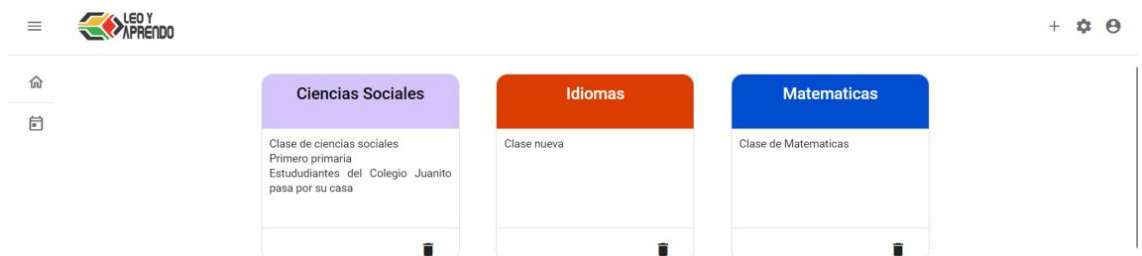 LEO Y
APRENDO
Ciencias Sociales
Idiomas
Matematicas
Clase de ciencias sociales
Primero primaria
Estududiantes del Colegio Juanito
pasa por su casa
Clase nueva
Clase de Matematicas